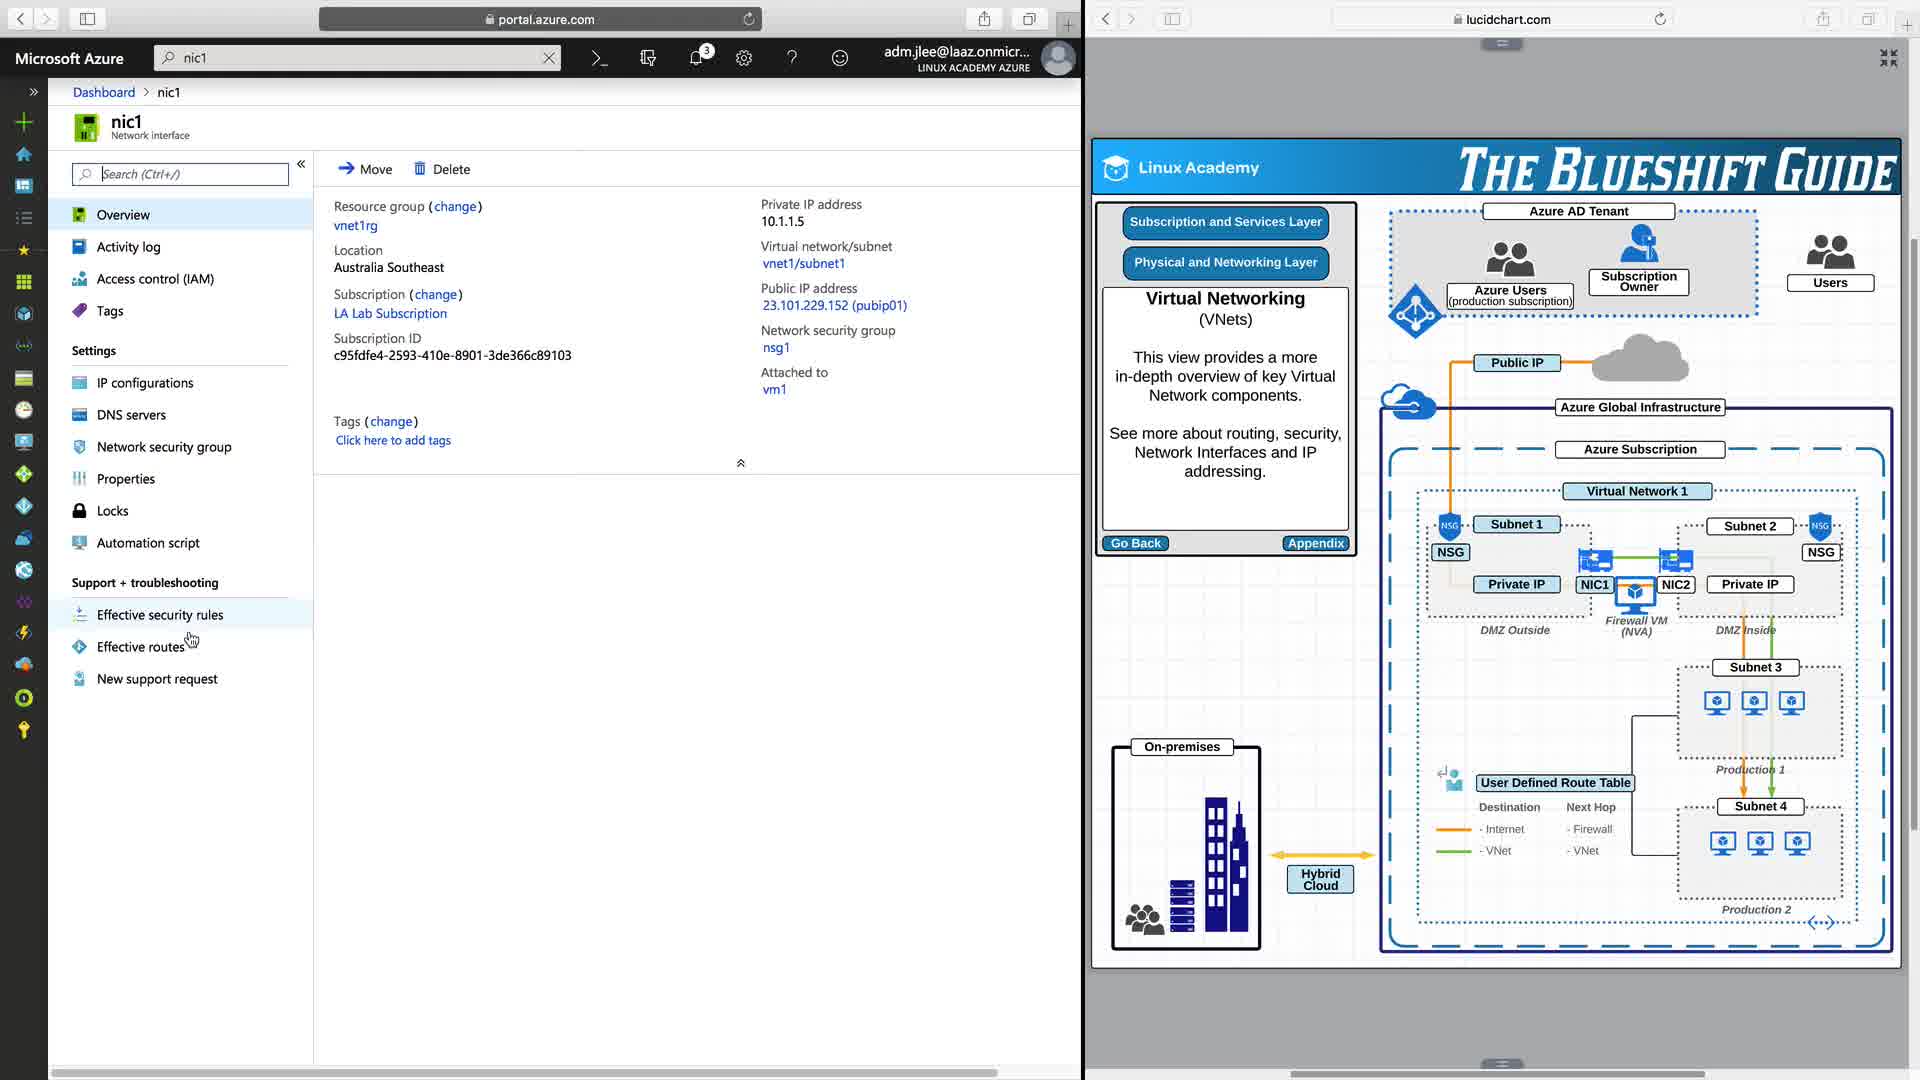 portal.azure.com
Microsoft Azure
nic1
3
adm.jlee@laaz.onmicr...
LINUX ACADEMY AZURE
Dashboard > nic1
nic1
Network interface
Search (Ctrl+/)
Overview
Activity log
Access control (IAM)
Tags
Settings
IP configurations
DNS servers
Network security group
Properties
Locks
Automation script
Support + troubleshooting
Effective security rules
Effective routes
New support request
Move
Delete
Resource group (change)
vnet1rg
Location
Australia Southeast
Subscription (change)
LA Lab Subscription
Subscription ID
c95fdfe4-2593-410e-8901-3de366c89103
Private IP address
10.1.1.5
Virtual network/subnet
vnet1/subnet1
Public IP address
23.101.229.152 (pubip01)
Network security group
nsg1
Attached to
vm1
Tags (change)
Click here to add tags
lucidchart.com
Linux Academy
THE BLUESHIFT GUIDE
Subscription and Services Layer
Physical and Networking Layer
Virtual Networking
(VNets)
This view provides a more
in-depth overview of key Virtual
Network components.
See more about routing, security,
Network Interfaces and IP
addressing.
Go Back
Appendix
Azure AD Tenant
Azure Users
(production subscription)
Subscription
Owner
Users
Public IP
Azure Global Infrastructure
Azure Subscription
Virtual Network 1
NSG
Subnet 1
NSG
Private IP
DMZ Outside
NIC1
NIC2
Firewall VM
(NVA)
Subnet 2
NSG
NSG
Private IP
DMZ Inside
Subnet 3
Production 1
Subnet 4
Production 2
User Defined Route Table
Destination Next Hop
- Internet - Firewall
- VNet - VNet
On-premises
Hybrid
Cloud